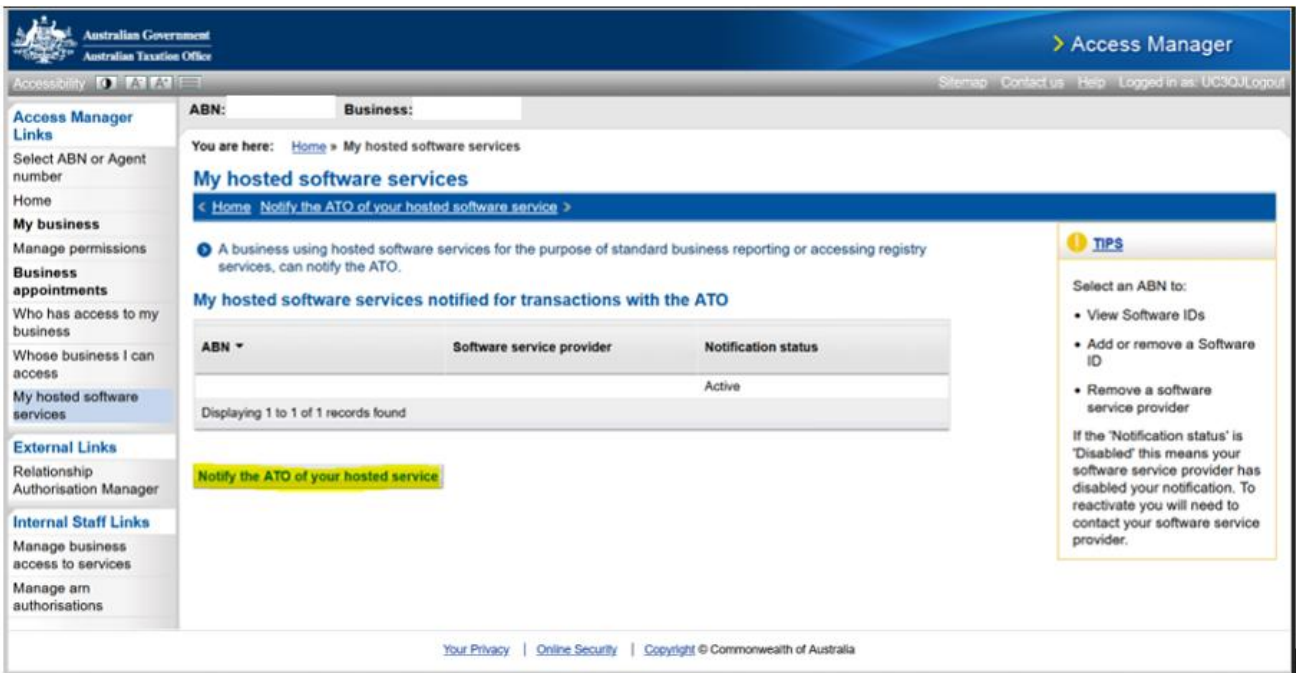 Australian Government
Australian Taxation Office
Access Manager
Accessibility
Sitemap Contact us Help Logged in as: UC3OJLogout
Access Manager
Links
Select ABN or Agent
number
Home
My business
Manage permissions
Business
appointments
Who has access to my
business
Whose business I can
access
My hosted software
services
External Links
Relationship
Authorisation Manager
Internal Staff Links
Manage business
access to services
Manage arn
authorisations
ABN: Business:
You are here: Home » My hosted software services
My hosted software services
< Home Notify the ATO of your hosted software service >
A business using hosted software services for the purpose of standard business reporting or accessing registry
services, can notify the ATO.
My hosted software services notified for transactions with the ATO
ABN Software service provider Notification status
Active
Displaying 1 to 1 of 1 records found
Notify the ATO of your hosted service
TIPS
Select an ABN to:
• View Software IDs
• Add or remove a Software
ID
• Remove a software
service provider
If the 'Notification status' is
'Disabled' this means your
software service provider has
disabled your notification. To
reactivate you will need to
contact your software service
provider.
Your Privacy | Online Security | Copyright © Commonwealth of Australia